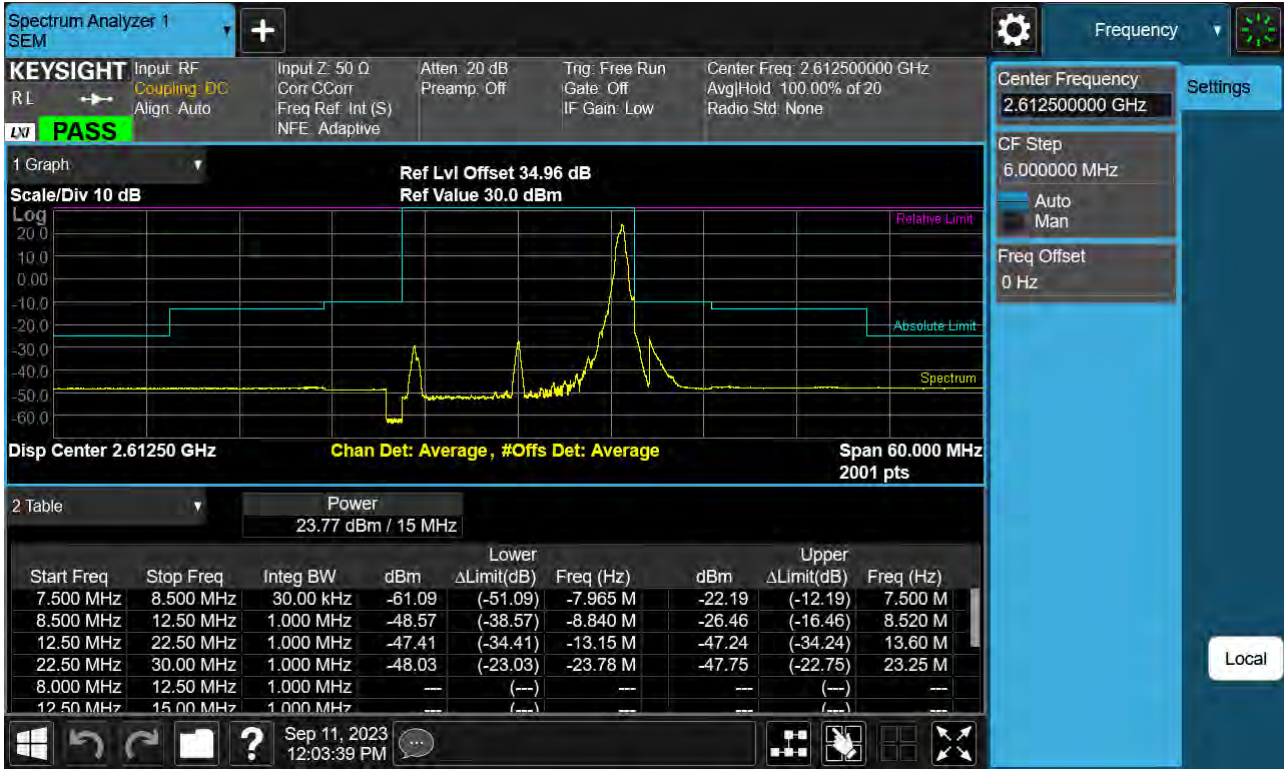 Spectrum Analyzer 1
SEM
Frequency
KEYSIGHT
RL
LXI
PASS
Input: RF
Coupling: DC
Align: Auto
Input Z: 50 Ω
Corr CCorr
Freq Ref: Int (S)
NFE: Adaptive
Atten: 20 dB
Preamp: Off
Trig: Free Run
Gate: Off
IF Gain: Low
Center Freq: 2.612500000 GHz
Avg|Hold: 100.00% of 20
Radio Std: None
Center Frequency
2.612500000 GHz
Settings
CF Step
6.000000 MHz
Auto
Man
Freq Offset
0 Hz
Local
1 Graph
Ref Lvl Offset 34.96 dB
Scale/Div 10 dB
Ref Value 30.0 dBm
Log
20.0
10.0
0.00
-10.0
-20.0
-30.0
-40.0
-50.0
-60.0
Relative Limit
Absolute Limit
Spectrum
Disp Center 2.61250 GHz
Chan Det: Average, #Offs Det: Average
Span 60.000 MHz
2001 pts
2 Table
Power
23.77 dBm / 15 MHz
Lower Upper
Start Freq Stop Freq Integ BW dBm ΔLimit(dB) Freq (Hz) dBm ΔLimit(dB) Freq (Hz)
7.500 MHz 8.500 MHz 30.00 kHz -61.09 (-51.09) -7.965 M -22.19 (-12.19) 7.500 M
8.500 MHz 12.50 MHz 1.000 MHz -48.57 (-38.57) -8.840 M -26.46 (-16.46) 8.520 M
12.50 MHz 22.50 MHz 1.000 MHz -47.41 (-34.41) -13.15 M -47.24 (-34.24) 13.60 M
22.50 MHz 30.00 MHz 1.000 MHz -48.03 (-23.03) -23.78 M -47.75 (-22.75) 23.25 M
8.000 MHz 12.50 MHz 1.000 MHz --- (---) --- --- (---) ---
12.50 MHz 15.00 MHz 1.000 MHz --- (---) --- --- (---) ---
Sep 11, 2023
12:03:39 PM